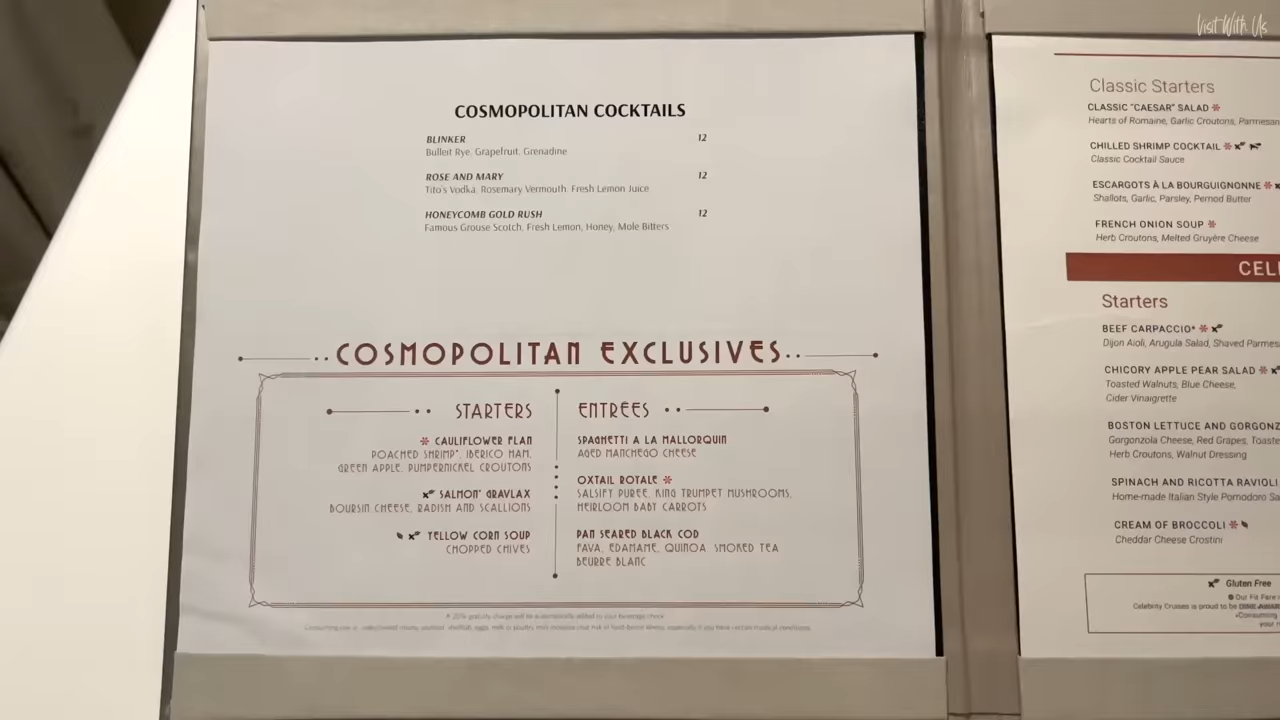 Visit With Us
COSMOPOLITAN COCKTAILS
BLINKER 12
Bulleit Rye, Grapefruit, Grenadine
ROSE AND MARY 12
Tito's Vodka, Rosemary Vermouth, Fresh Lemon Juice
HONEYCOMB GOLD RUSH 12
Famous Grouse Scotch, Fresh Lemon, Honey, Mole Bitters
COSMOPOLITAN EXCLUSIVES
STARTERS
CAULIFLOWER FLAN
POACHED SHRIMP*, IBERICO HAM,
GREEN APPLE, PUMPERNICKEL CROUTONS
SALMON* GRAVLAX
BOURSIN CHEESE, RADISH AND SCALLIONS
YELLOW CORN SOUP
CHOPPED CHIVES
ENTRÉES
SPAGHETTI A LA MALLORQUIN
AGED MANCHEGO CHEESE
OXTAIL ROYALE
SALSIFY PUREE, KING TRUMPET MUSHROOMS,
HEIRLOOM BABY CARROTS
PAN SEARED BLACK COD
FAVA, EDAMAME, QUINOA, SMOKED TEA
BEURRE BLANC
A 20% gratuity charge will be automatically added to your beverage check
Classic Starters
CLASSIC "CAESAR" SALAD
Hearts of Romaine, Garlic Croutons, Parmesan
CHILLED SHRIMP COCKTAIL
Classic Cocktail Sauce
ESCARGOTS À LA BOURGUIGNONNE
Shallots, Garlic, Parsley, Pernod Butter
FRENCH ONION SOUP
Herb Croutons, Melted Gruyère Cheese
CEL
Starters
BEEF CARPACCIO*
Dijon Aioli, Arugula Salad, Shaved Parmes
CHICORY APPLE PEAR SALAD
Toasted Walnuts, Blue Cheese,
Cider Vinaigrette
BOSTON LETTUCE AND GORGONZ
Gorgonzola Cheese, Red Grapes, Toaste
Herb Croutons, Walnut Dressing
SPINACH AND RICOTTA RAVIOLI
Home-made Italian Style Pomodoro Sa
CREAM OF BROCCOLI
Cheddar Cheese Crostini
Gluten Free
Our Fit Fare
Celebrity Cruises is proud to be
*Consuming
your